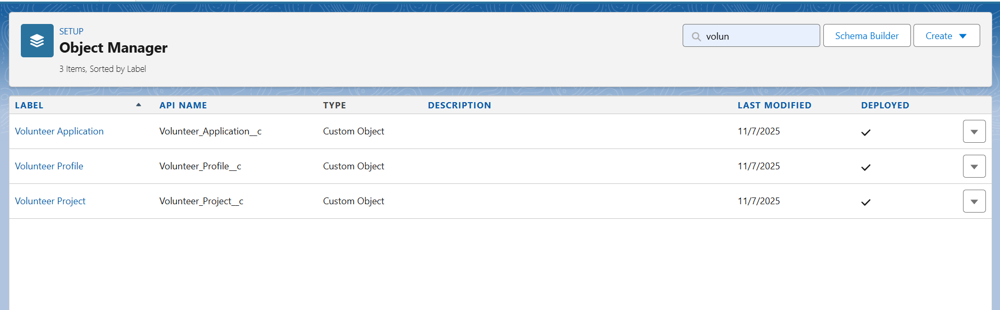 SETUP
Object Manager
3 Items, Sorted by Label
volun
Schema Builder
Create
LABEL API NAME TYPE DESCRIPTION LAST MODIFIED DEPLOYED
Volunteer Application Volunteer_Application__c Custom Object 11/7/2025
Volunteer Profile Volunteer_Profile__c Custom Object 11/7/2025
Volunteer Project Volunteer_Project__c Custom Object 11/7/2025